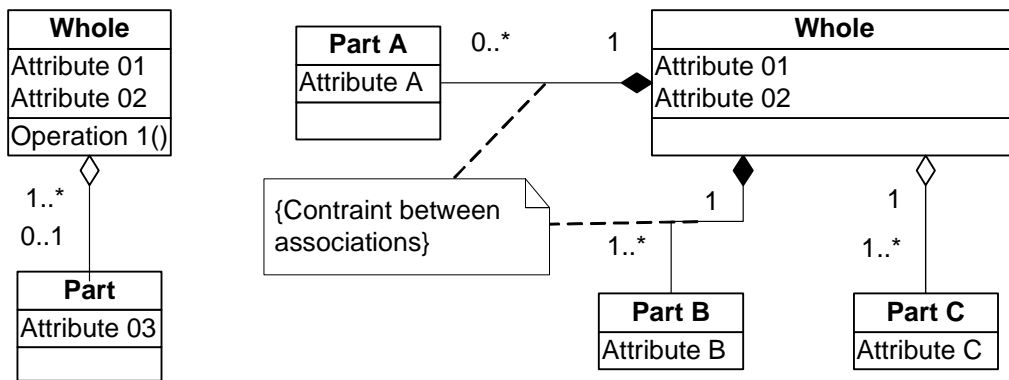 Whole
Attribute 01
Attribute 02
Operation 1()
1..*
0..1
Part
Attribute 03
Part A
Attribute A
0..*
1
Whole
Attribute 01
Attribute 02
{Contraint between
associations}
1
1..*
Part B
Attribute B
1
1..*
Part C
Attribute C